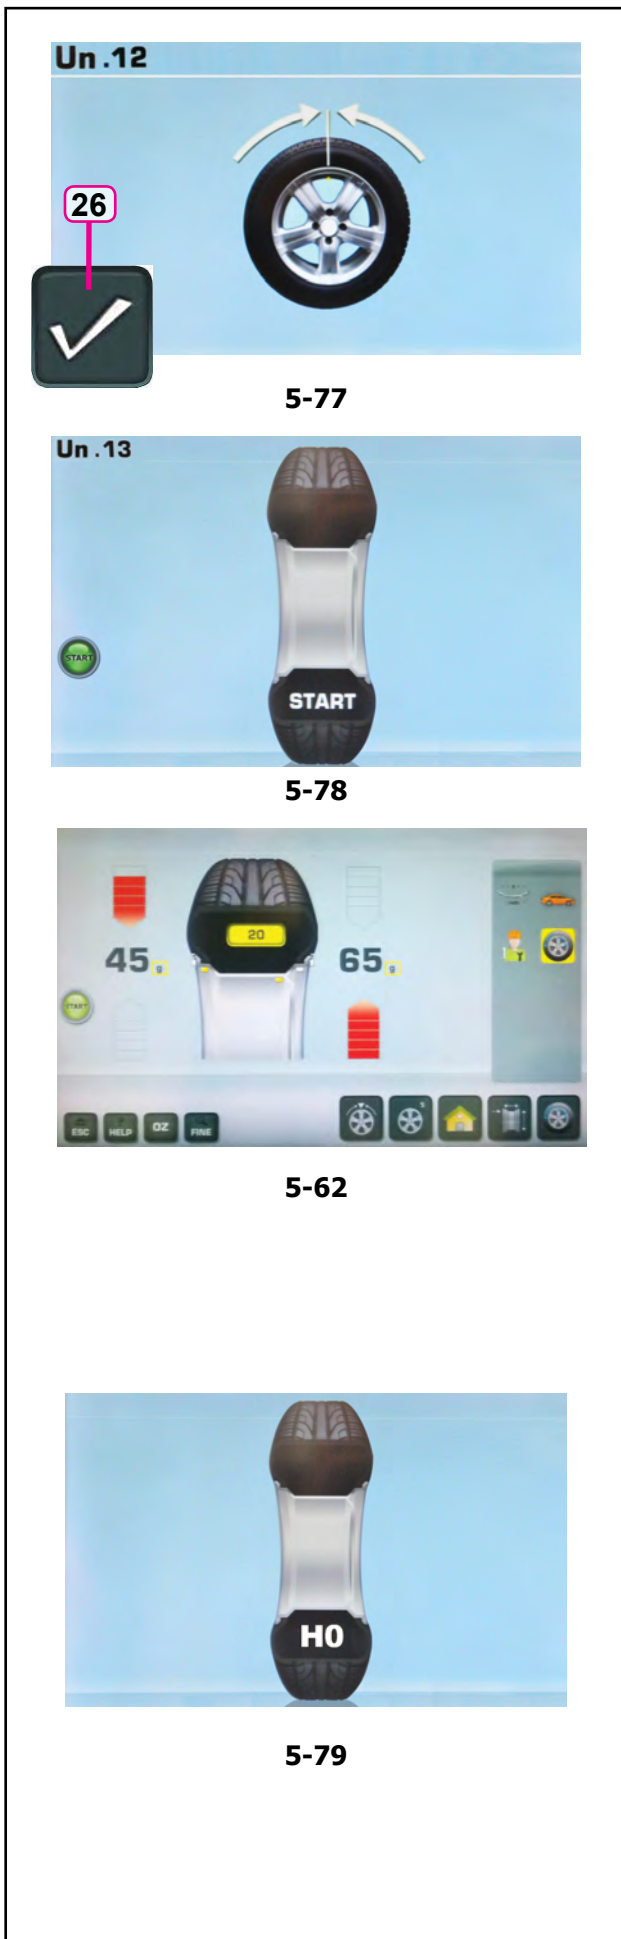 Un .12
26
5-77
Un .13
START
START
5-78
20
45 g
65 g
START
ESC
HELP
OZ
FINE
5-62
H0
5-79